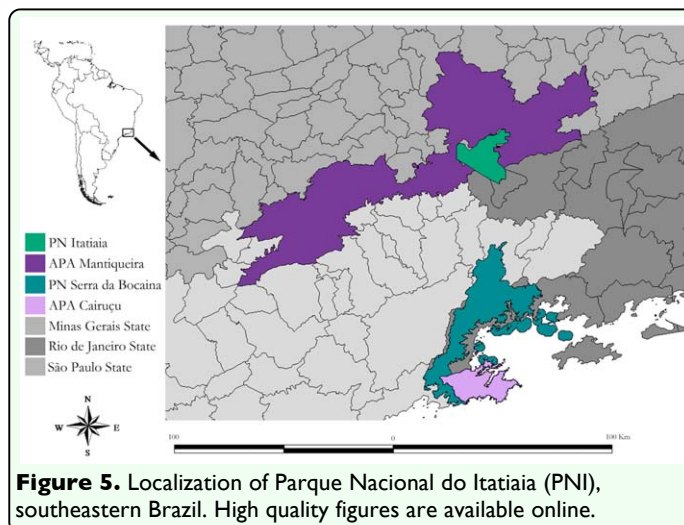 PN Itatiaia
APA Mantiqueira
PN Serra da Bocaina
APA Cairuçu
Minas Gerais State
Rio de Janeiro State
São Paulo State
N
W E
S
100 0 100 Km
Figure 5. Localization of Parque Nacional do Itatiaia (PNI),
southeastern Brazil. High quality figures are available online.